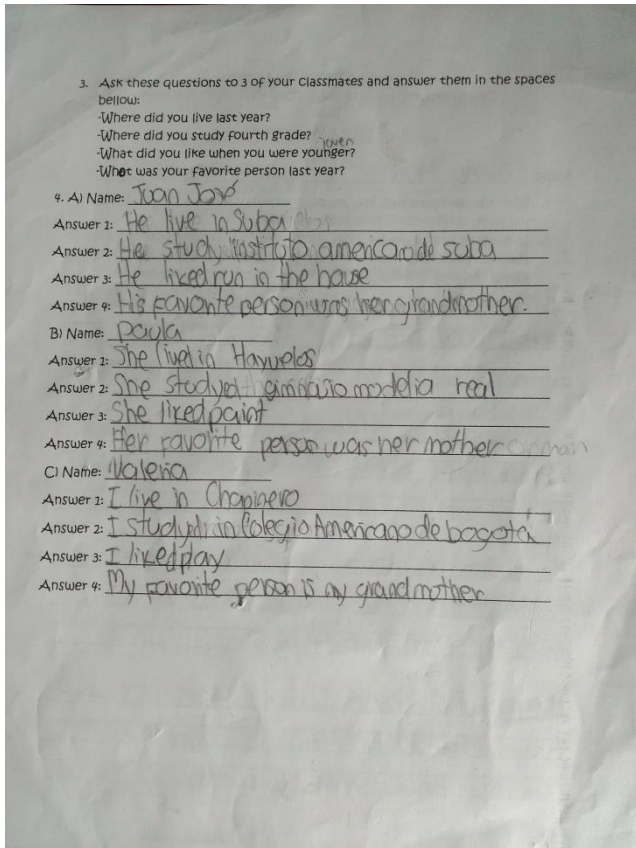 3. Ask these questions to 3 of your classmates and answer them in the spaces
bellow:
-Where did you live last year?
-Where did you study fourth grade?
joven
-What did you like when you were younger?
-What was your favorite person last year?
4. A) Name: Juan José
Answer 1: He live in Suba
Answer 2: He study instituto americano de suba
Answer 3: He liked run in the house
Answer 4: His favorite person was her grandmother.
B) Name: Paula
Answer 1: She lived in Hayuelos
Answer 2: She studyed gimnasio modelia real
Answer 3: She liked paint
Answer 4: Her favorite person was her mother
C) Name: Valeria
Answer 1: I live in Chapinero
Answer 2: I studyd in Colegio Americano de bogotá
Answer 3: I liked play
Answer 4: My favorite person is my grandmother